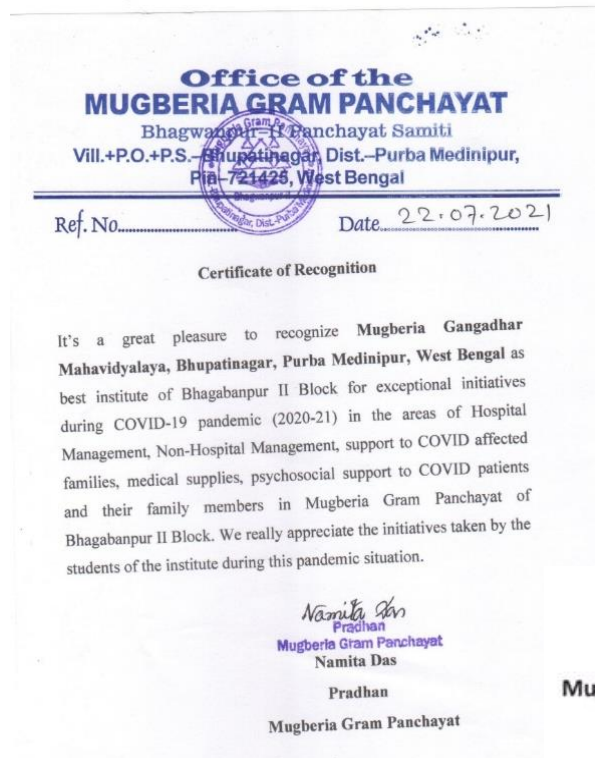 Office of the
MUGBERIA GRAM PANCHAYAT
Bhagwanpur-II Panchayat Samiti
Vill.+P.O.+P.S.-Bhupatinagar, Dist.-Purba Medinipur,
Pin-721425, West Bengal
Ref. No.
Date 22.07.2021
Certificate of Recognition
It's a great pleasure to recognize Mugberia Gangadhar
Mahavidyalaya, Bhupatinagar, Purba Medinipur, West Bengal as
best institute of Bhagabanpur II Block for exceptional initiatives
during COVID-19 pandemic (2020-21) in the areas of Hospital
Management, Non-Hospital Management, support to COVID affected
families, medical supplies, psychosocial support to COVID patients
and their family members in Mugberia Gram Panchayat of
Bhagabanpur II Block. We really appreciate the initiatives taken by the
students of the institute during this pandemic situation.
Namita Das
Pradhan
Mugberia Gram Panchayat
Namita Das
Pradhan
Mugberia Gram Panchayat
Mu